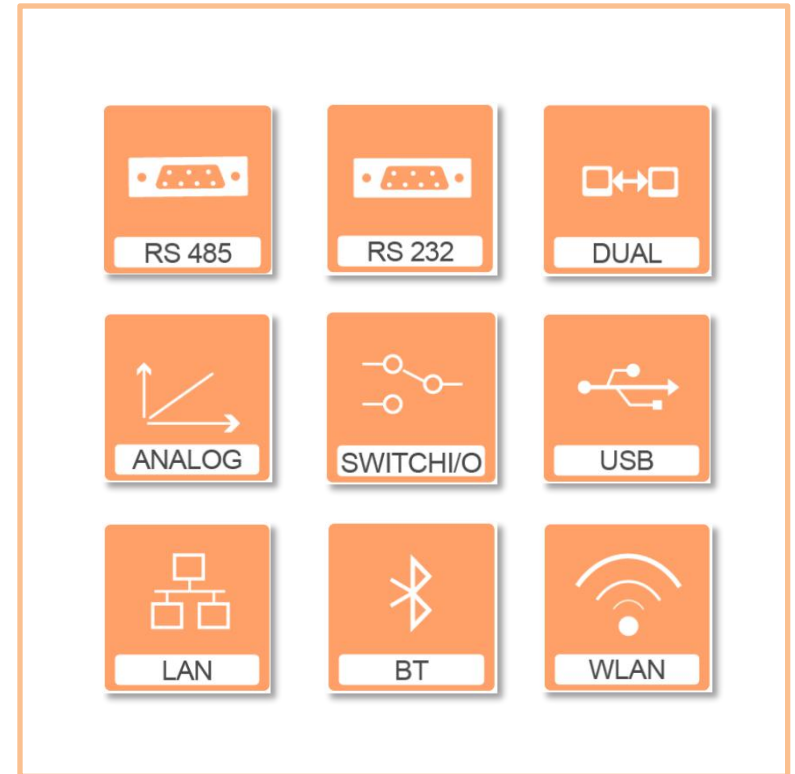 RS 485
RS 232
DUAL
ANALOG
SWITCHI/O
USB
LAN
BT
WLAN